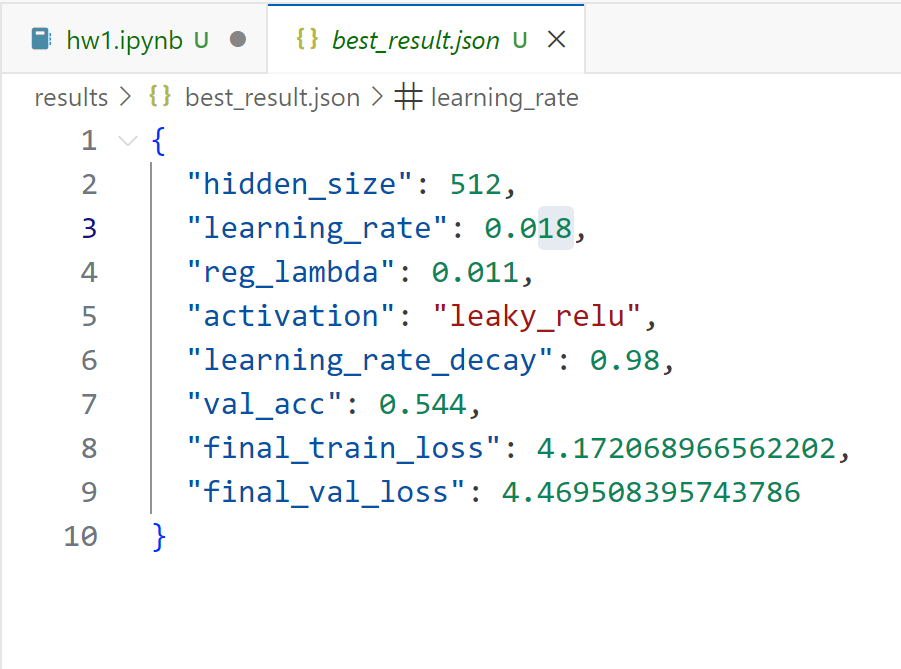 hw1.ipynb U ● {} best_result.json U ×
results > {} best_result.json > # learning_rate
1 {
2 "hidden_size": 512,
3 "learning_rate": 0.018,
4 "reg_lambda": 0.011,
5 "activation": "leaky_relu",
6 "learning_rate_decay": 0.98,
7 "val_acc": 0.544,
8 "final_train_loss": 4.172068966562202,
9 "final_val_loss": 4.469508395743786
10 }